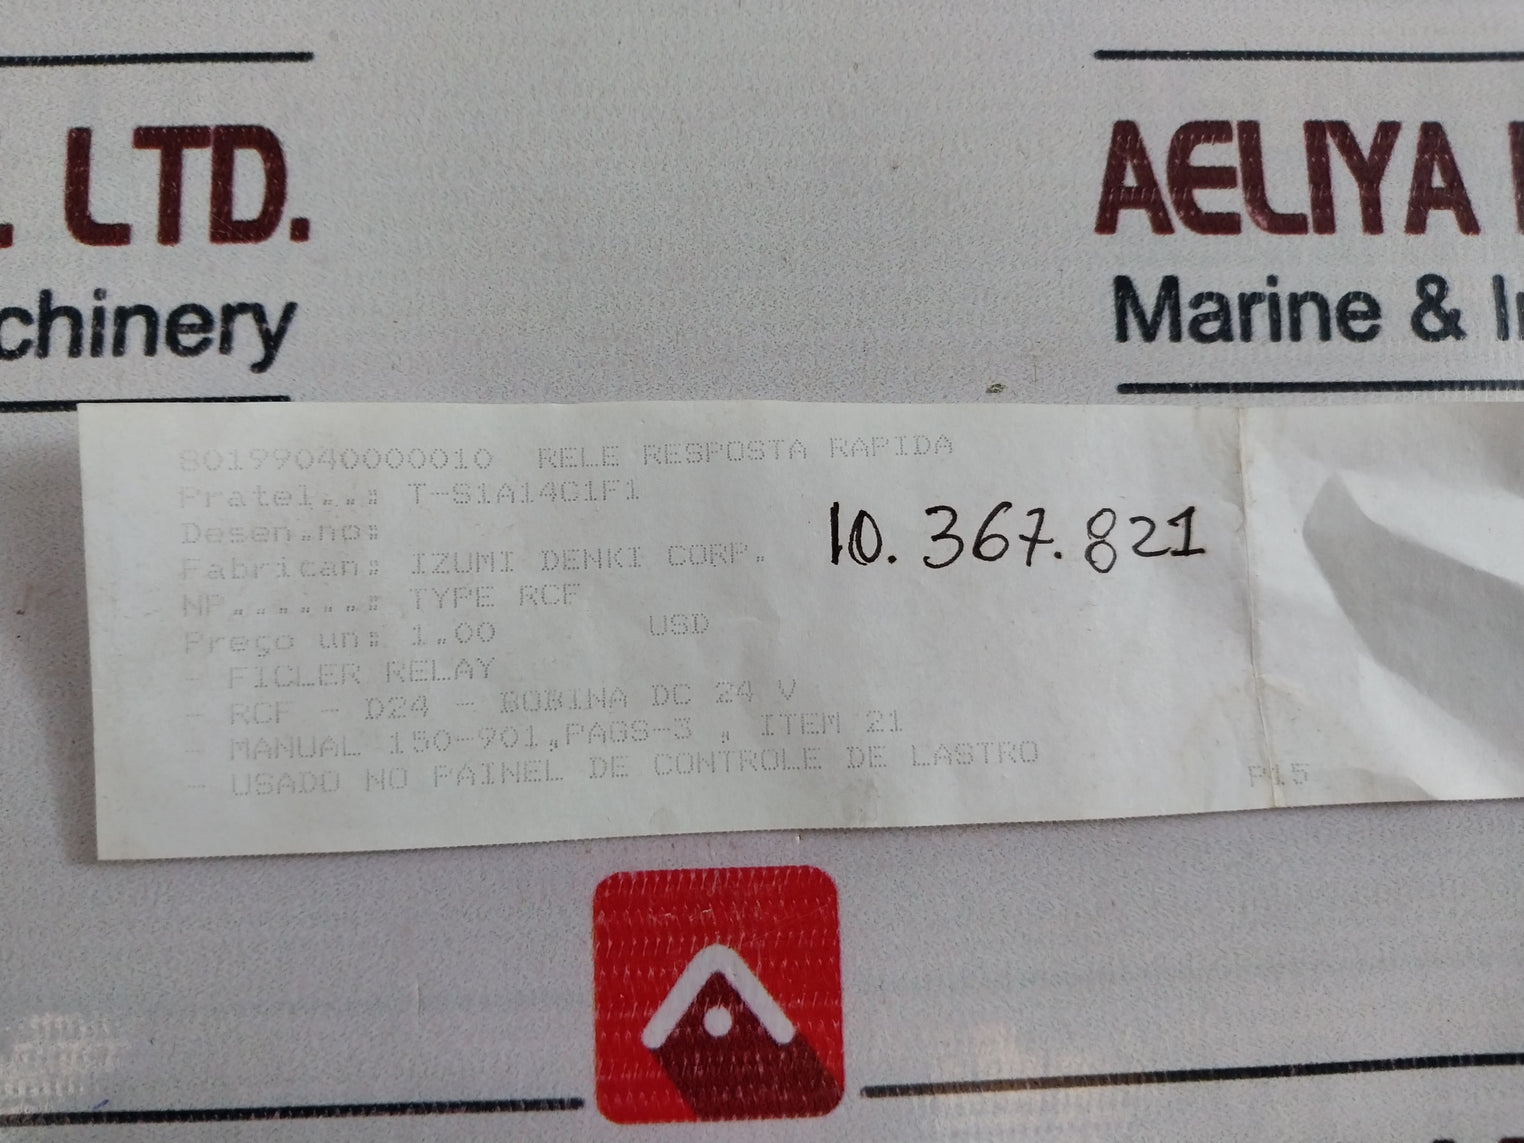 . LTD.
chinery
AELIYA
Marine & In
80199040000010 RELE RESPOSTA RAPIDA
Pratel..: T-S1A14C1F1
Desen.no:
Fabrican: IZUMI DENKI CORP.
NP......: TYPE RCF
Preço un: 1.00 USD
- FICLER RELAY
- RCF - D24 - BOBINA DC 24 V
- MANUAL 150-901,PAGS-3 , ITEM 21
- USADO NO PAINEL DE CONTROLE DE LASTRO
P15
10.367.821